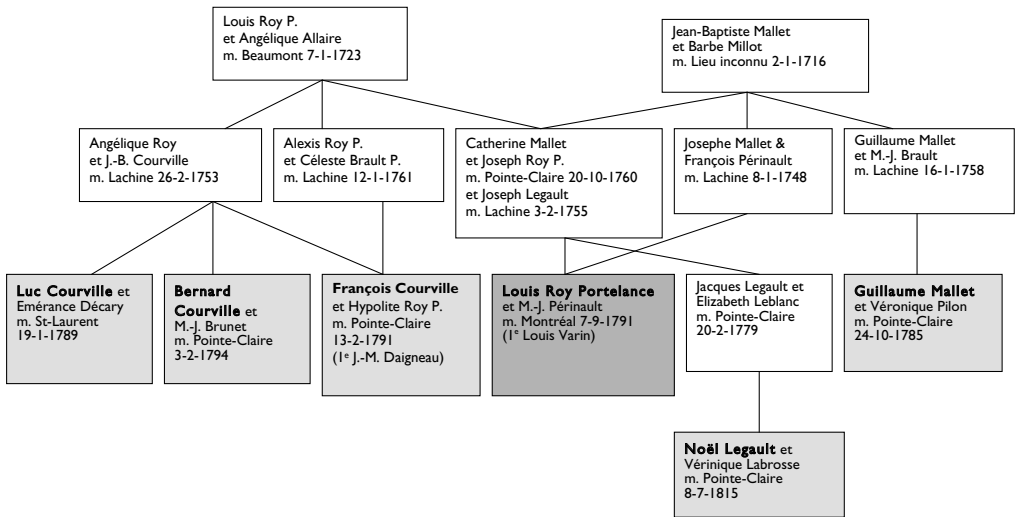 Louis Roy P.
et Angélique Allaire
m. Beaumont 7-1-1723
Jean-Baptiste Mallet
et Barbe Millot
m. Lieu inconnu 2-1-1716
Angélique Roy
et J.-B. Courville
m. Lachine 26-2-1753
Alexis Roy P.
et Céleste Brault P.
m. Lachine 12-1-1761
Catherine Mallet
et Joseph Roy P.
m. Pointe-Claire 20-10-1760
et Joseph Legault
m. Lachine 3-2-1755
Josephe Mallet &
François Périnault
m. Lachine 8-1-1748
Guillaume Mallet
et M.-J. Brault
m. Lachine 16-1-1758
Luc Courville et
Emérance Décary
m. St-Laurent
19-1-1789
Bernard
Courville et
M.-J. Brunet
m. Pointe-Claire
3-2-1794
François Courville
et Hypolite Roy P.
m. Pointe-Claire
13-2-1791
(1e J.-M. Daigneau)
Louis Roy Portelance
et M.-J. Périnault
m. Montréal 7-9-1791
(1e Louis Varin)
Jacques Legault et
Elizabeth Leblanc
m. Pointe-Claire
20-2-1779
Guillaume Mallet
et Véronique Pilon
m. Pointe-Claire
24-10-1785
Noël Legault et
Vérinique Labrosse
m. Pointe-Claire
8-7-1815